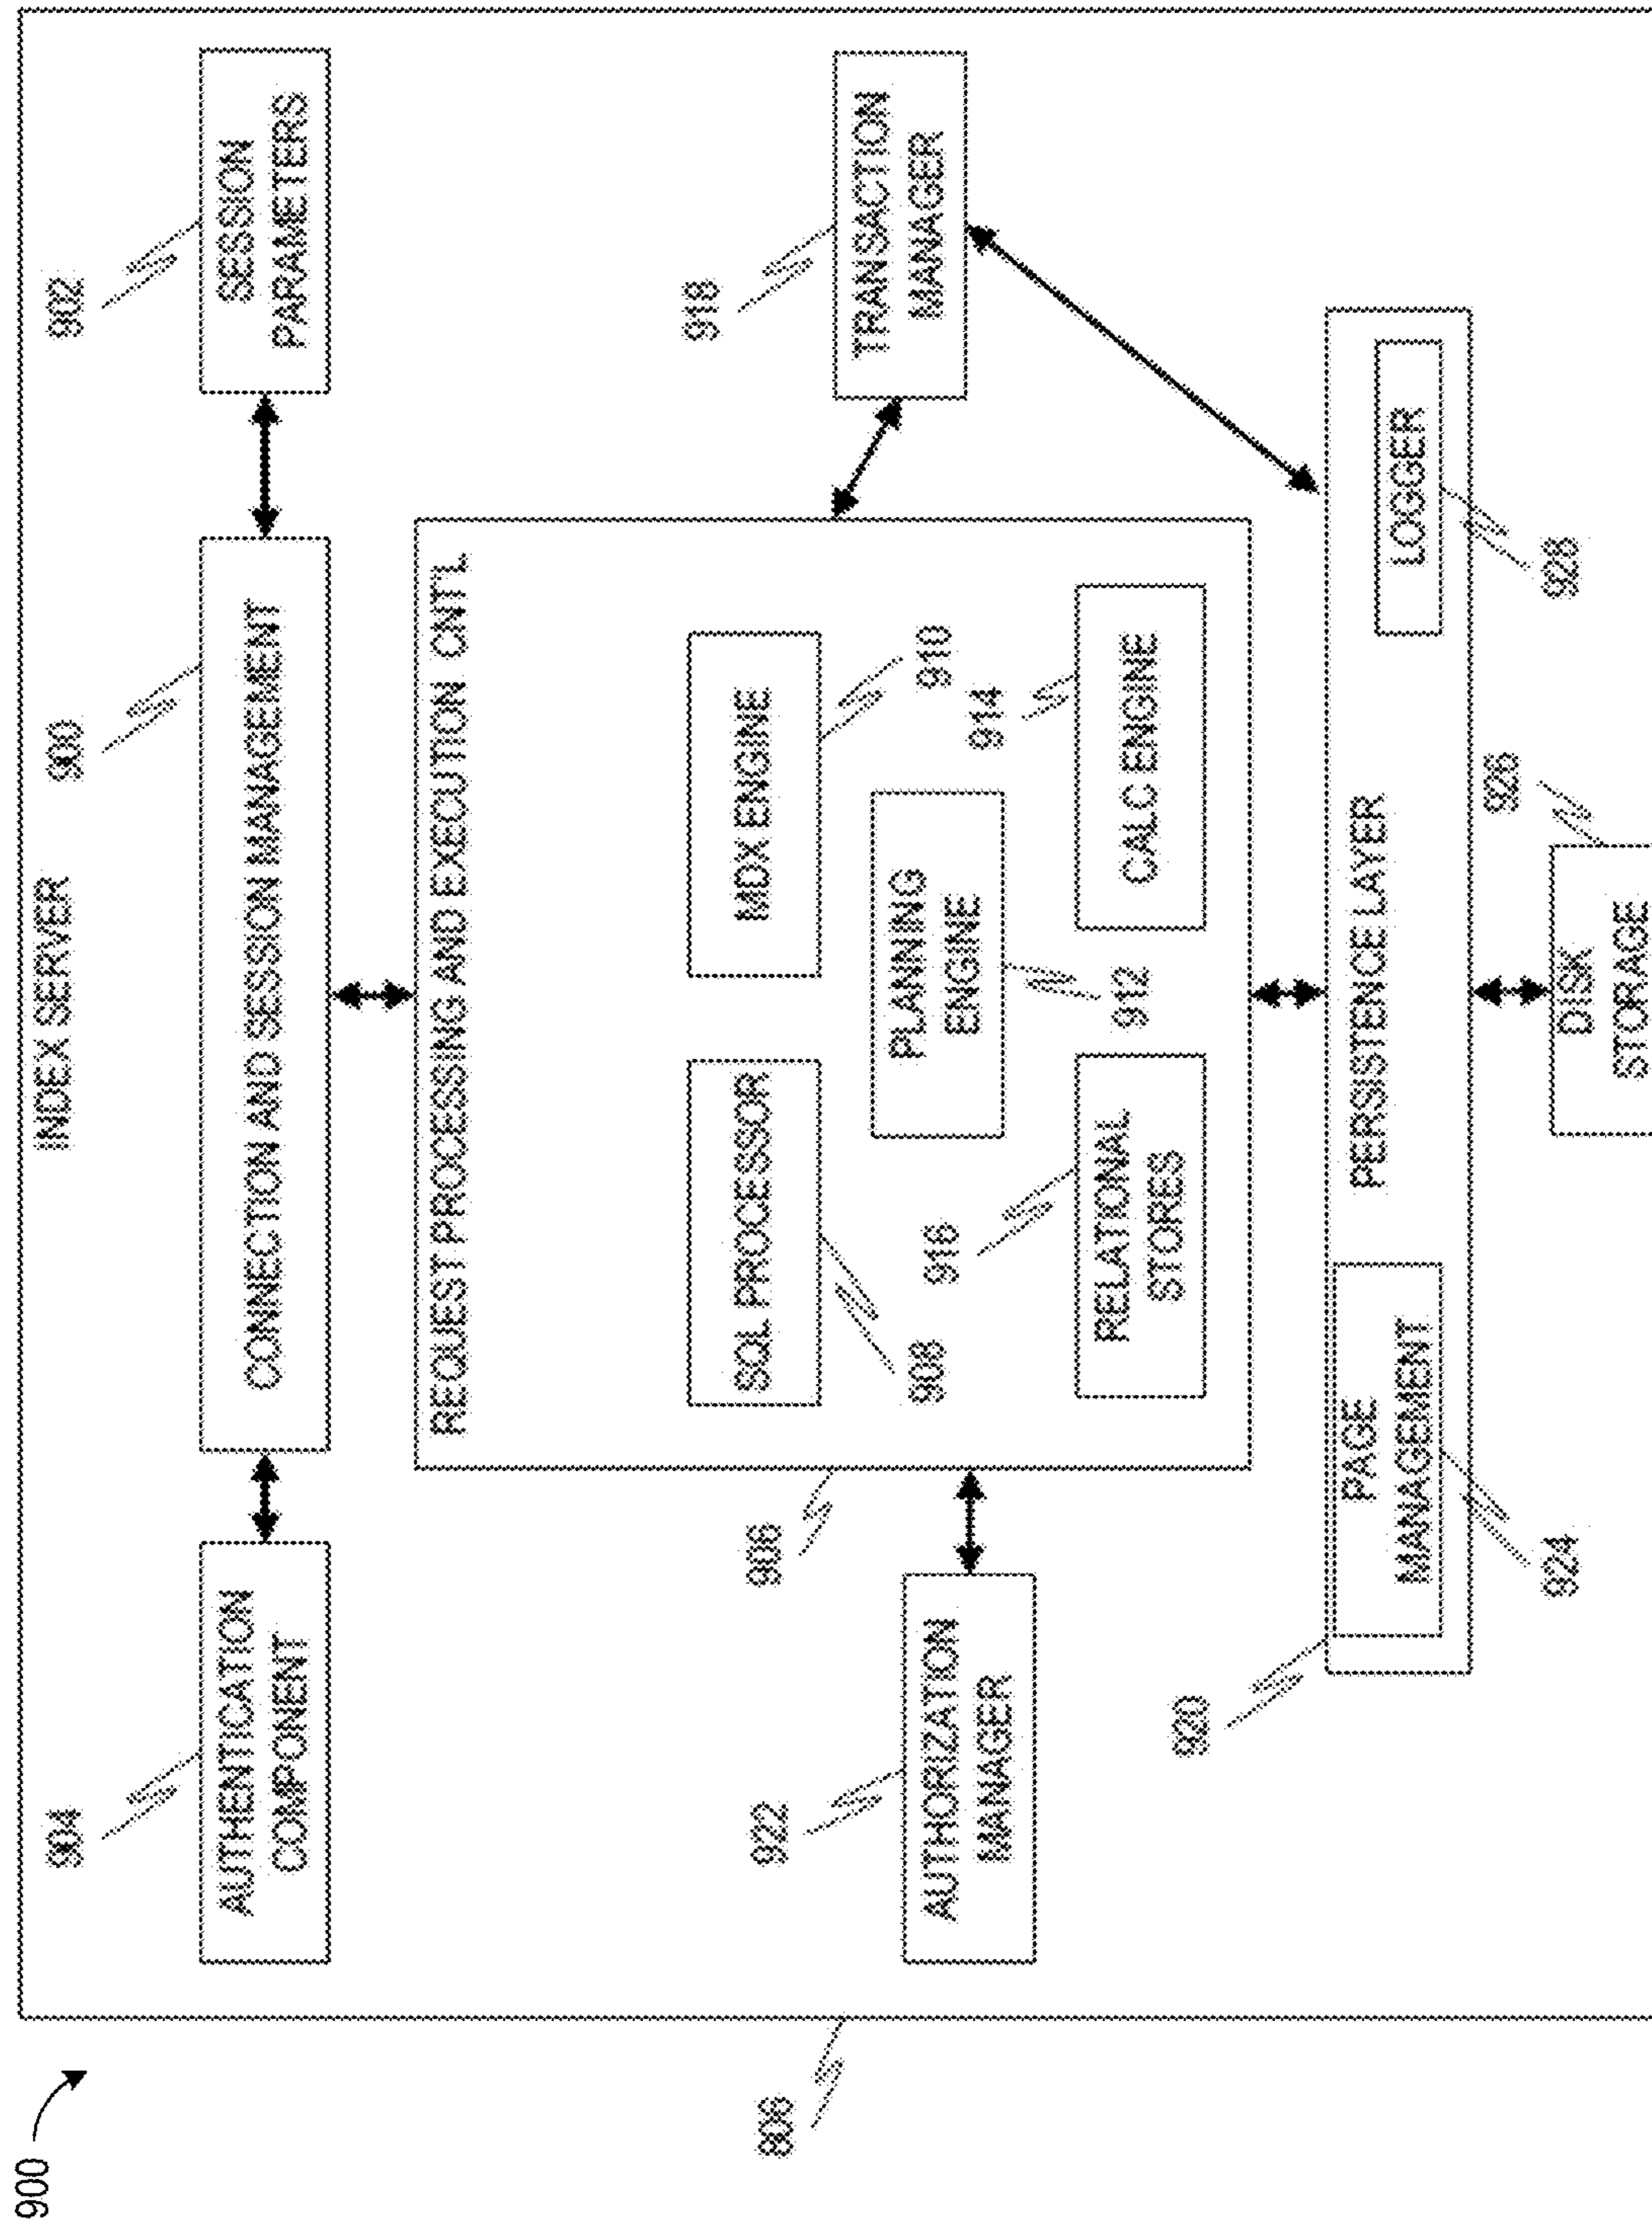 900
INDEX SERVER
904
900
902
AUTHENTICATION
COMPONENT
CONNECTION AND SESSION MANAGEMENT
SESSION
PARAMETERS
REQUEST PROCESSING AND EXECUTION CNT'L
SQL PROCESSOR
MDX ENGINE
908
910
PLANNING
ENGINE
916
912
914
RELATIONAL
STORES
CALC ENGINE
906
918
TRANSACTION
MANAGER
922
AUTHORIZATION
MANAGER
806
920
PAGE
MANAGEMENT
PERSISTENCE LAYER
LOGGER
924
926
928
DISK
STORAGE